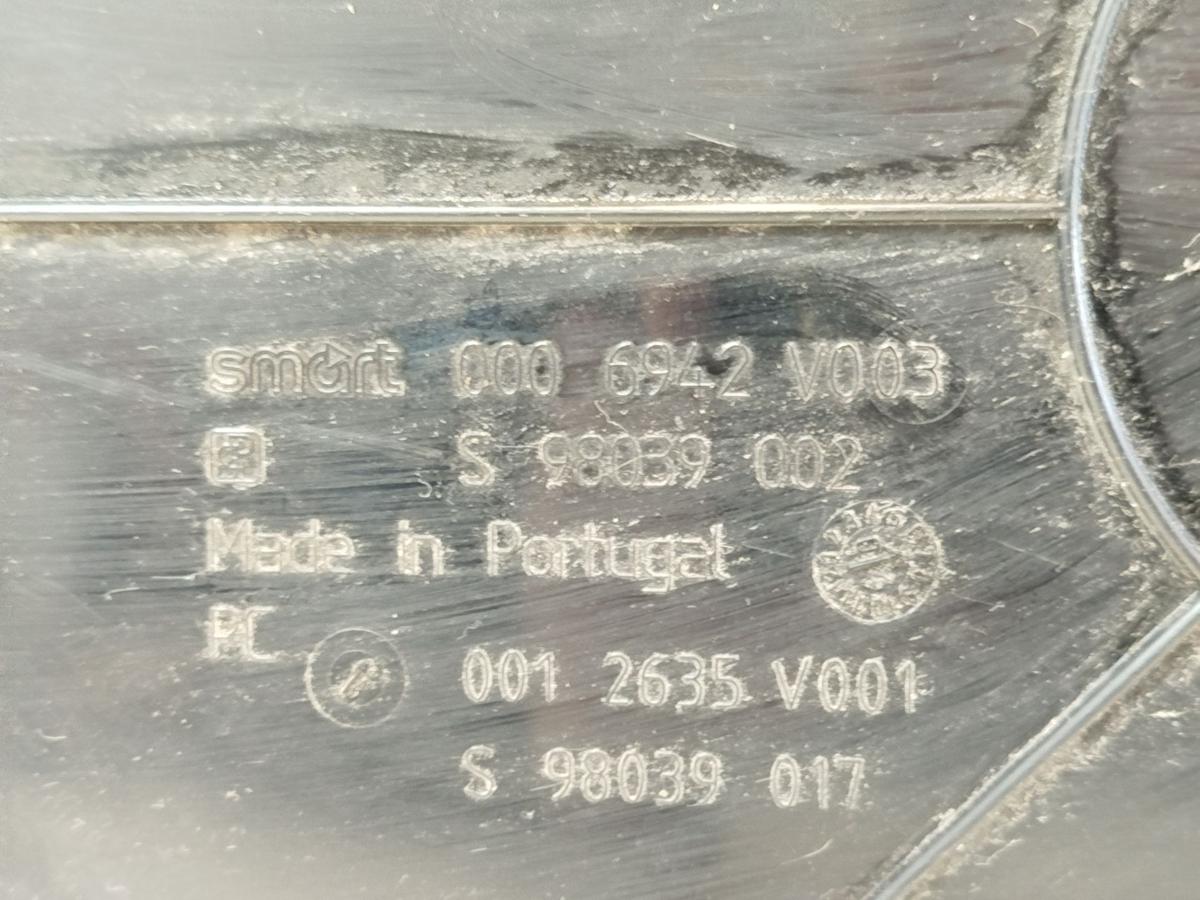 smart 000 6942 V003
S 98039 002
Made in Portugal
PC
001 2635 V001
S 98039 017